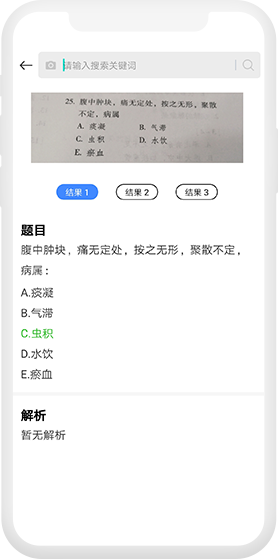 请输入搜索关键词
25. 腹中肿块，痛无定处，按之无形，聚散
不定，病属
A. 痰凝 B. 气滞
C. 虫积 D. 水饮
E. 瘀血
结果 1 结果 2 结果 3
题目
腹中肿块，痛无定处，按之无形，聚散不定，
病属：
A.痰凝
B.气滞
C.虫积
D.水饮
E.瘀血
解析
暂无解析